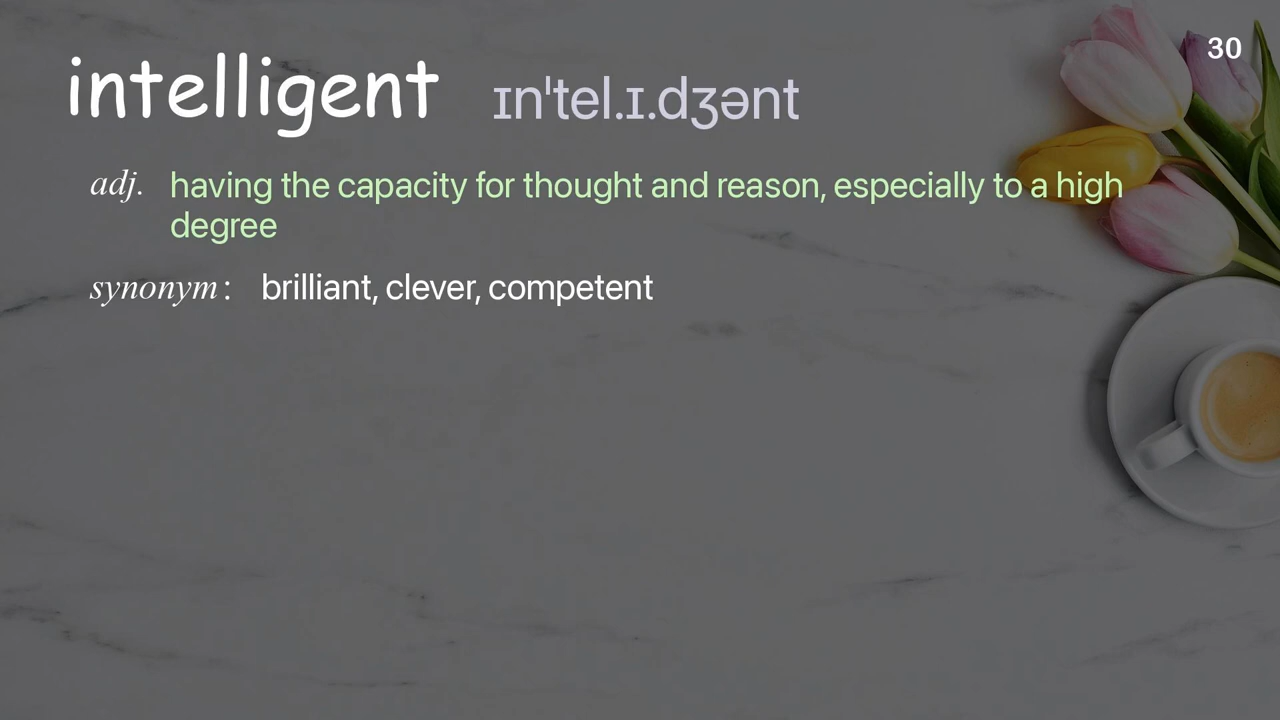 30
intelligent ɪnˈtel.ɪ.dʒənt
adj. having the capacity for thought and reason, especially to a high
degree
synonym: brilliant, clever, competent